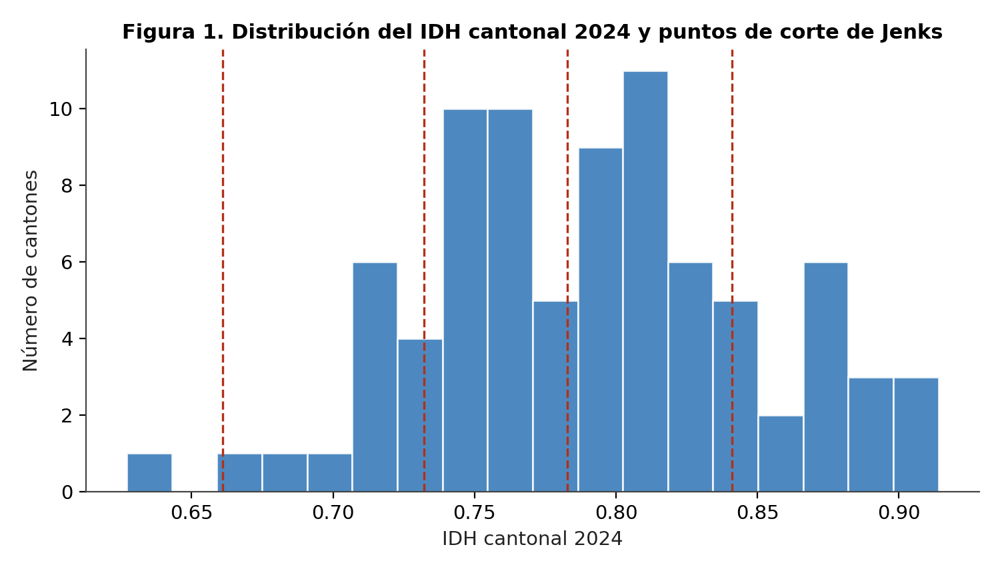 Figura 1. Distribución del IDH cantonal 2024 y puntos de corte de Jenks
Número de cantones
10
8
6
4
2
0
0.65 0.70 0.75 0.80 0.85 0.90
IDH cantonal 2024